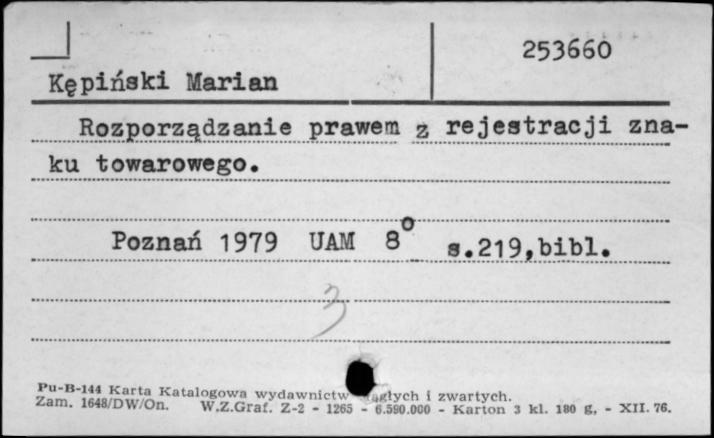 253660
Kępiński Marian
Rozporządzanie prawem z rejestracji zna-
ku towarowego.
Poznań 1979 UAM 8° s.219,bibl.
3
Pu-B-144 Karta Katalogowa wydawnictw ciągłych i zwartych.
Zam. 1648/DW/On. W.Z.Graf. Z-2 - 1265 - 6.590.000 - Karton 3 kl. 180 g, - XII. 76.